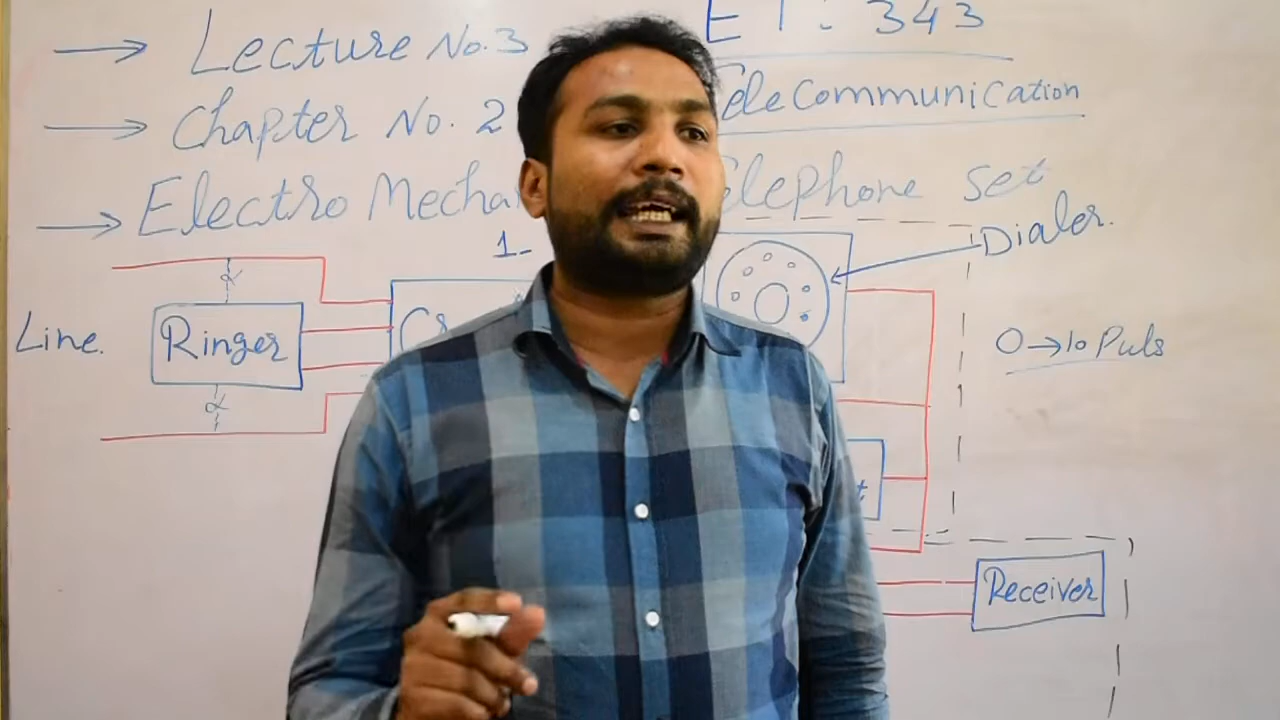 Lecture No.3
ET: 343
Chapter No. 2
Telecommunication
Electro Mecha
elephone Set
1-
Dialer.
Line.
Ringer
0→10 Puls
Receiver